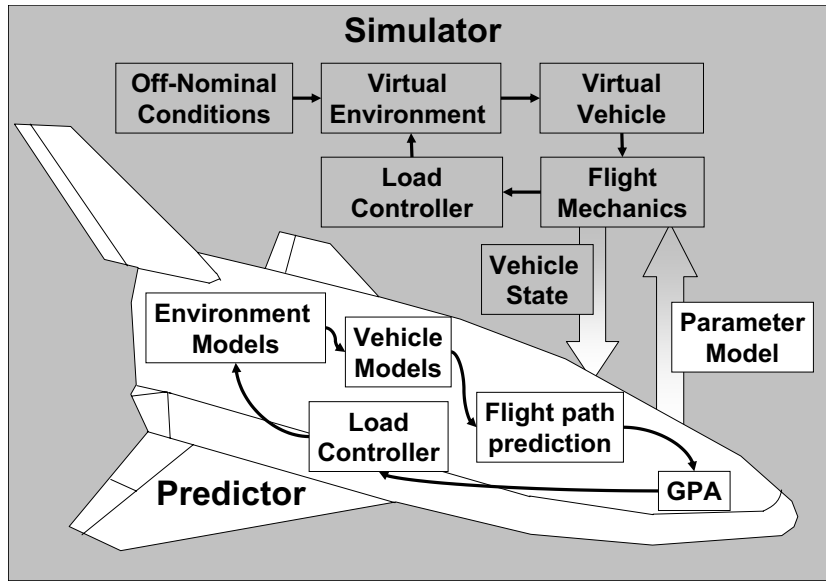 Simulator
Off-Nominal
Conditions
Virtual
Environment
Virtual
Vehicle
Load
Controller
Flight
Mechanics
Vehicle
State
Parameter
Model
Environment
Models
Vehicle
Models
Flight path
prediction
Load
Controller
GPA
Predictor